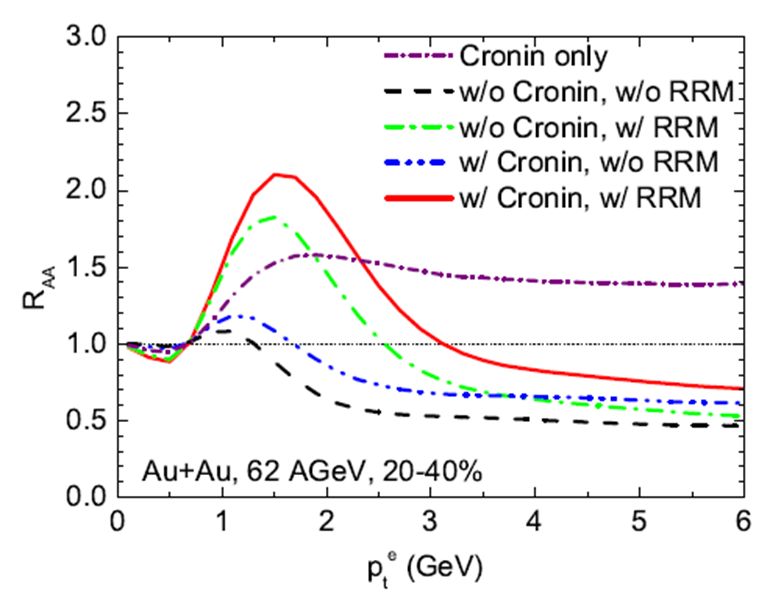 3.0
2.5
2.0
1.5
1.0
0.5
0.0
R_AA
Cronin only
w/o Cronin, w/o RRM
w/o Cronin, w/ RRM
w/ Cronin, w/o RRM
w/ Cronin, w/ RRM
Au+Au, 62 AGeV, 20-40%
0 1 2 3 4 5 6
p_t^e (GeV)